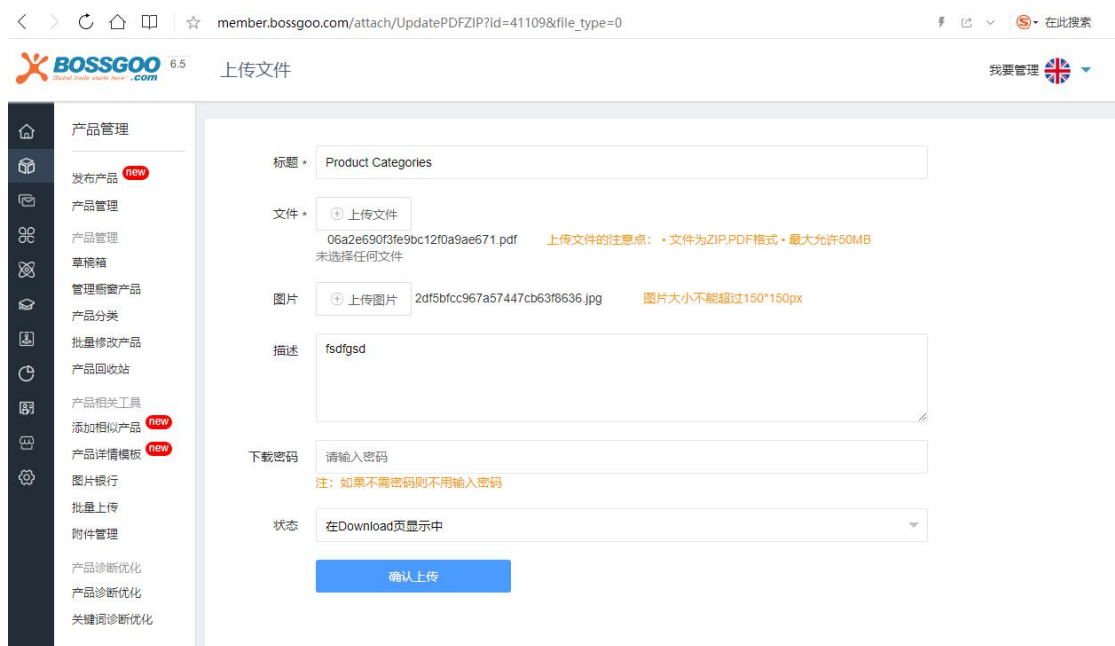 member.bossgoo.com/attach/UpdatePDFZIP?id=41109&file_type=0
在此搜索
BOSSGOO 6.5
Global trade starts here! .com
上传文件
我要管理
产品管理
发布产品 new
产品管理
产品管理
草稿箱
管理橱窗产品
产品分类
批量修改产品
产品回收站
产品相关工具
添加相似产品 new
产品详情模板 new
图片银行
批量上传
附件管理
产品诊断优化
产品诊断优化
关键词诊断优化
标题 * Product Categories
文件 * 上传文件
06a2e690f3fe9bc12f0a9ae671.pdf 上传文件的注意点： • 文件为ZIP,PDF格式 • 最大允许50MB
未选择任何文件
图片 上传图片 2df5bfcc967a57447cb63f8636.jpg 图片大小不能超过150*150px
描述 fsdfgsd
下载密码 请输入密码
注：如果不需密码则不用输入密码
状态 在Download页显示中
确认上传